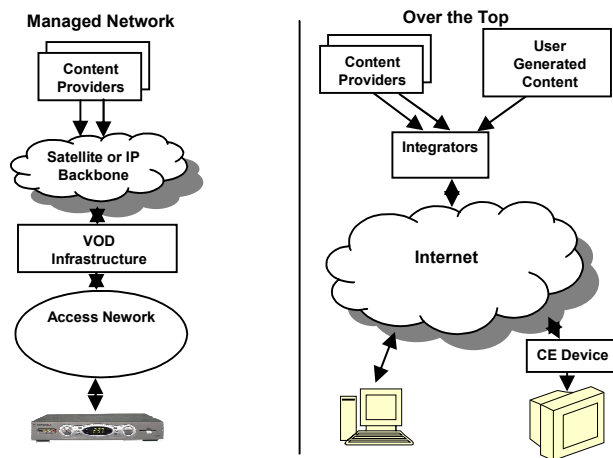 Managed Network
Content
Providers
Satellite or IP
Backbone
VOD
Infrastructure
Access Nework
Over the Top
Content
Providers
User
Generated
Content
Integrators
Internet
CE Device